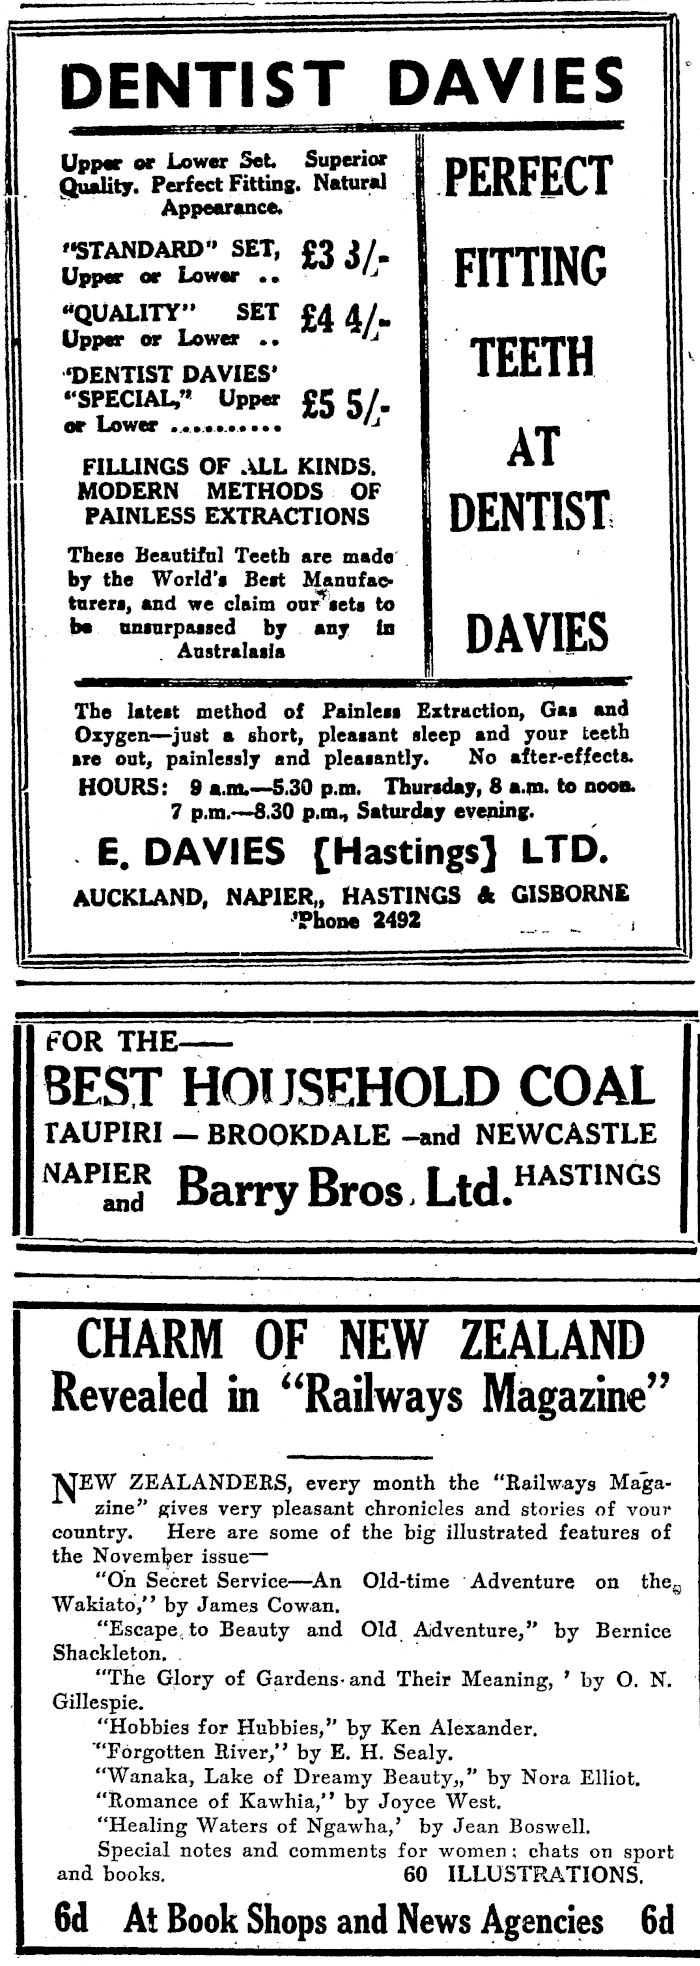 DENTIST DAVIES
Upper or Lower Set. Superior
Quality. Perfect Fitting. Natural
Appearance.
"STANDARD" SET,
Upper or Lower .. £3 3/-
"QUALITY" SET
Upper or Lower .. £4 4/-
'DENTIST DAVIES'
"SPECIAL," Upper
or Lower ........... £5 5/-
FILLINGS OF ALL KINDS.
MODERN METHODS OF
PAINLESS EXTRACTIONS
These Beautiful Teeth are made
by the World's Best Manufac-
turers, and we claim our sets to
be unsurpassed by any in
Australasia
PERFECT
FITTING
TEETH
AT
DENTIST
DAVIES
The latest method of Painless Extraction, Gas and
Oxygen—just a short, pleasant sleep and your teeth
are out, painlessly and pleasantly. No after-effects.
HOURS: 9 a.m.—5.30 p.m. Thursday, 8 a.m. to noon.
7 p.m.—8.30 p.m., Saturday evening.
E. DAVIES [Hastings] LTD.
AUCKLAND, NAPIER,, HASTINGS & GISBORNE
'Phone 2492
FOR THE—
BEST HOUSEHOLD COAL
TAUPIRI — BROOKDALE —and NEWCASTLE
NAPIER and Barry Bros. Ltd. HASTINGS
CHARM OF NEW ZEALAND
Revealed in "Railways Magazine"
NEW ZEALANDERS, every month the "Railways Maga-
zine" gives very pleasant chronicles and stories of your
country. Here are some of the big illustrated features of
the November issue—
"On Secret Service—An Old-time Adventure on the
Wakiato," by James Cowan.
"Escape to Beauty and Old Adventure," by Bernice
Shackleton.
"The Glory of Gardens and Their Meaning, ' by O. N.
Gillespie.
"Hobbies for Hubbies," by Ken Alexander.
"Forgotten River," by E. H. Sealy.
"Wanaka, Lake of Dreamy Beauty,," by Nora Elliot.
"Romance of Kawhia," by Joyce West.
"Healing Waters of Ngawha,' by Jean Boswell.
Special notes and comments for women; chats on sport
and books. 60 ILLUSTRATIONS.
6d At Book Shops and News Agencies 6d